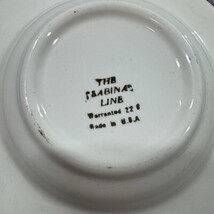 THE
"SABINA"
LINE
Warranted 22 K
Made in U.S.A